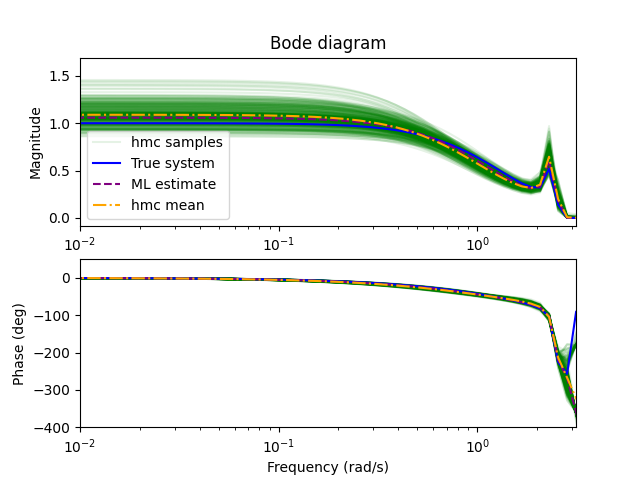 Bode diagram
Magnitude
1.5
1.0
0.5
0.0
hmc samples
True system
ML estimate
hmc mean
10⁻² 10⁻¹ 10⁰
Phase (deg)
0
−100
−200
−300
−400
10⁻² 10⁻¹ 10⁰
Frequency (rad/s)